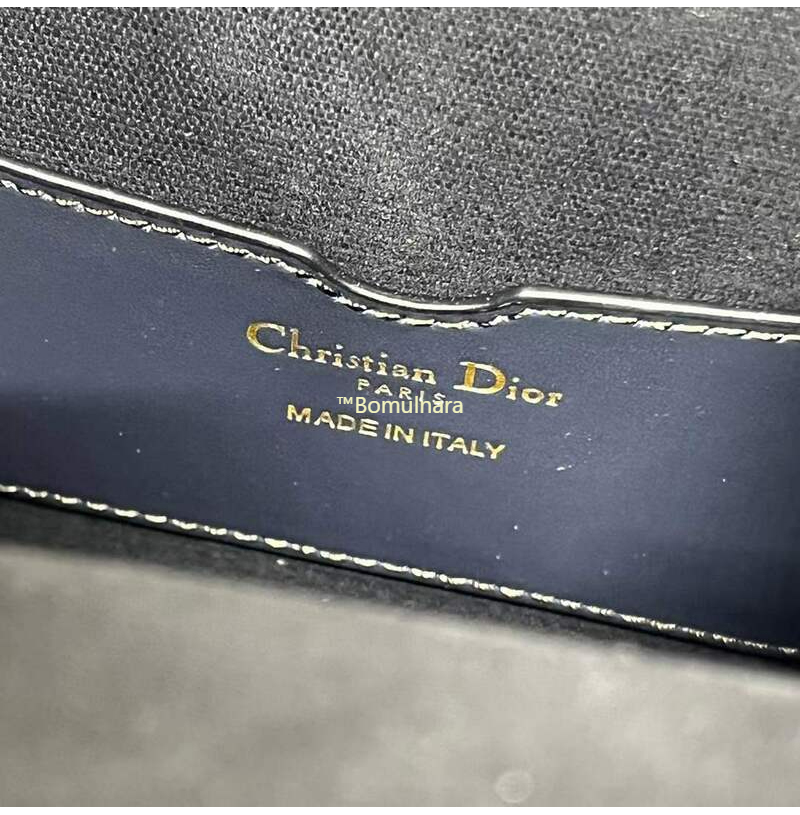 Christian Dior
PARIS
™Bomulhara
MADE IN ITALY